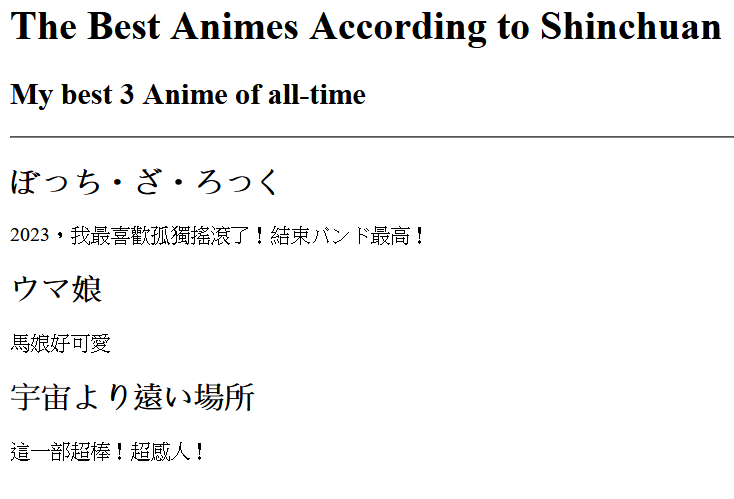 The Best Animes According to Shinchuan
My best 3 Anime of all-time
ぼっち・ざ・ろっく
2023，我最喜歡孤獨搖滾了！結束バンド最高！
ウマ娘
馬娘好可愛
宇宙より遠い場所
這一部超棒！超感人！